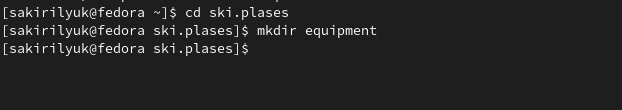 [sakirilyuk@fedora ~]$ cd ski.plases
[sakirilyuk@fedora ski.plases]$ mkdir equipment
[sakirilyuk@fedora ski.plases]$